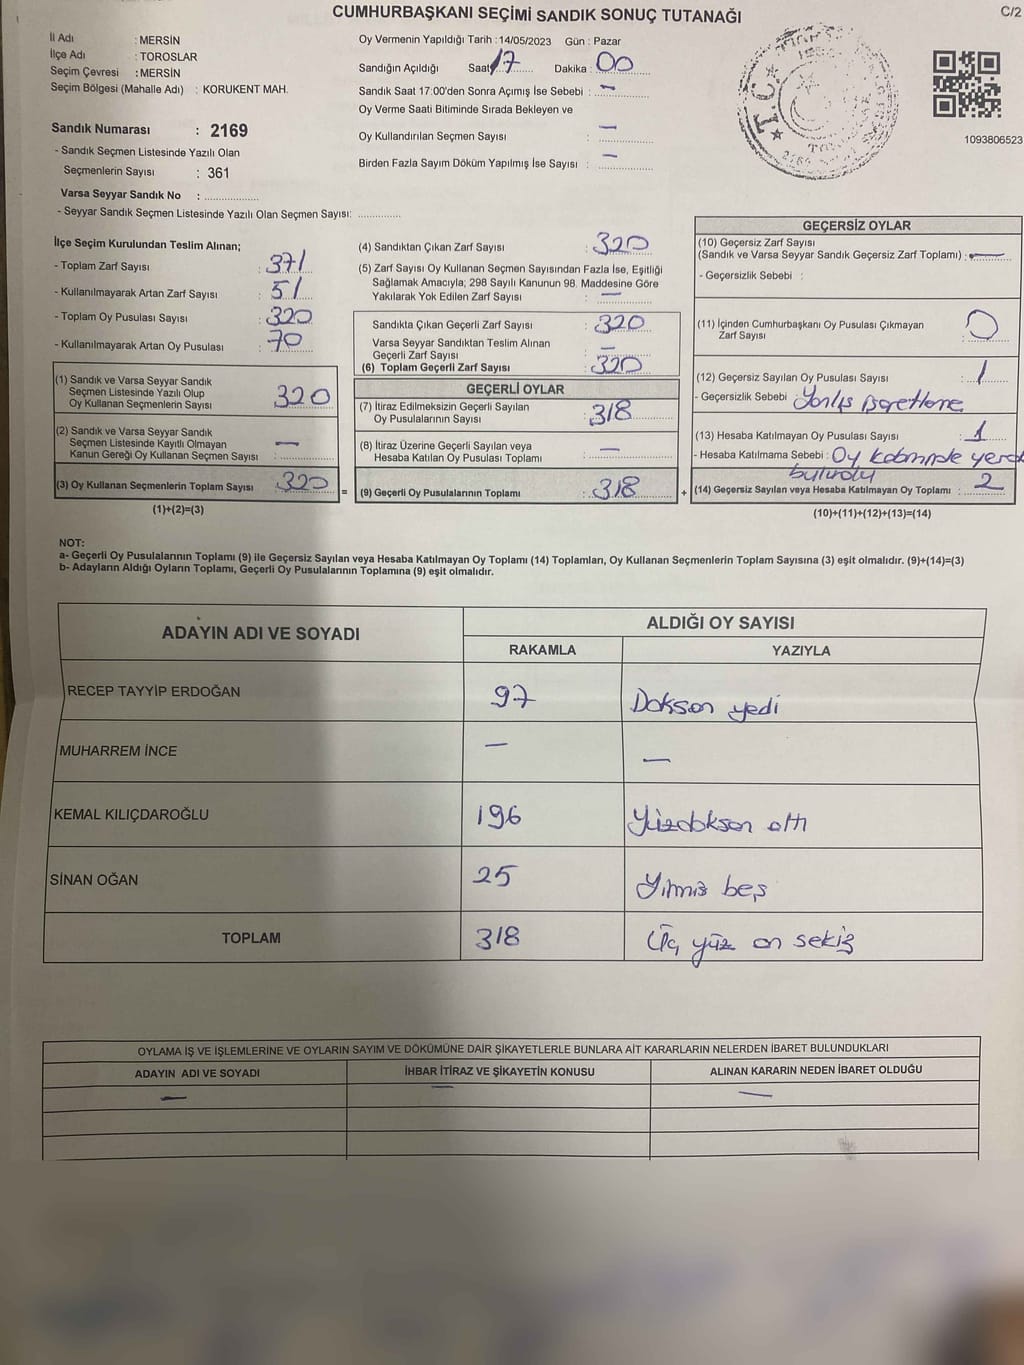 CUMHURBAŞKANI SEÇİMİ SANDIK SONUÇ TUTANAĞI
C/2
İl Adı : MERSİN
İlçe Adı : TOROSLAR
Seçim Çevresi : MERSİN
Seçim Bölgesi (Mahalle Adı) : KORUKENT MAH.
Sandık Numarası : 2169
- Sandık Seçmen Listesinde Yazılı Olan
Seçmenlerin Sayısı : 361
Varsa Seyyar Sandık No : ................
- Seyyar Sandık Seçmen Listesinde Yazılı Olan Seçmen Sayısı: ............
Oy Vermenin Yapıldığı Tarih :14/05/2023 Gün : Pazar
Sandığın Açıldığı Saat 17 Dakika : 00
Sandık Saat 17:00'den Sonra Açımış İse Sebebi : —
Oy Verme Saati Bitiminde Sırada Bekleyen ve
Oy Kullandırılan Seçmen Sayısı : —
Birden Fazla Sayım Döküm Yapılmış İse Sayısı : —
T.C.
1093806523
İlçe Seçim Kurulundan Teslim Alınan;
- Toplam Zarf Sayısı : 371
- Kullanılmayarak Artan Zarf Sayısı : 51
- Toplam Oy Pusulası Sayısı : 320
- Kullanılmayarak Artan Oy Pusulası : 70
(1) Sandık ve Varsa Seyyar Sandık
Seçmen Listesinde Yazılı Olup
Oy Kullanan Seçmenlerin Sayısı : 320
(2) Sandık ve Varsa Seyyar Sandık
Seçmen Listesinde Kayıtlı Olmayan
Kanun Gereği Oy Kullanan Seçmen Sayısı : —
(3) Oy Kullanan Seçmenlerin Toplam Sayısı : 320 =
(1)+(2)=(3)
(4) Sandıktan Çıkan Zarf Sayısı : 320
(5) Zarf Sayısı Oy Kullanan Seçmen Sayısından Fazla İse, Eşitliği
Sağlamak Amacıyla; 298 Sayılı Kanunun 98. Maddesine Göre
Yakılarak Yok Edilen Zarf Sayısı : —
Sandıkta Çıkan Geçerli Zarf Sayısı : 320
Varsa Seyyar Sandıktan Teslim Alınan
Geçerli Zarf Sayısı : —
(6) Toplam Geçerli Zarf Sayısı : 320
GEÇERLİ OYLAR
(7) İtiraz Edilmeksizin Geçerli Sayılan
Oy Pusulalarının Sayısı : 318
(8) İtiraz Üzerine Geçerli Sayılan veya
Hesaba Katılan Oy Pusulası Toplamı : —
(9) Geçerli Oy Pusulalarının Toplamı : 318 +
GEÇERSİZ OYLAR
(10) Geçersiz Zarf Sayısı
(Sandık ve Varsa Seyyar Sandık Geçersiz Zarf Toplamı) : —
- Geçersizlik Sebebi :
(11) İçinden Cumhurbaşkanı Oy Pusulası Çıkmayan
Zarf Sayısı : 0
(12) Geçersiz Sayılan Oy Pusulası Sayısı : 1
- Geçersizlik Sebebi : Yanlış işaretleme
(13) Hesaba Katılmayan Oy Pusulası Sayısı : 1
- Hesaba Katılmama Sebebi : Oy kabininde yerde
bulundu
(14) Geçersiz Sayılan veya Hesaba Katılmayan Oy Toplamı : 2
(10)+(11)+(12)+(13)=(14)
NOT:
a- Geçerli Oy Pusulalarının Toplamı (9) ile Geçersiz Sayılan veya Hesaba Katılmayan Oy Toplamı (14) Toplamları, Oy Kullanan Seçmenlerin Toplam Sayısına (3) eşit olmalıdır. (9)+(14)=(3)
b- Adayların Aldığı Oyların Toplamı, Geçerli Oy Pusulalarının Toplamına (9) eşit olmalıdır.
ADAYIN ADI VE SOYADI
ALDIĞI OY SAYISI
RAKAMLA YAZIYLA
RECEP TAYYİP ERDOĞAN 97 Doksan yedi
MUHARREM İNCE — —
KEMAL KILIÇDAROĞLU 196 Yüzdoksan altı
SİNAN OĞAN 25 Yirmi beş
TOPLAM 318 Üç yüz on sekiz
OYLAMA İŞ VE İŞLEMLERİNE VE OYLARIN SAYIM VE DÖKÜMÜNE DAİR ŞİKAYETLERLE BUNLARA AİT KARARLARIN NELERDEN İBARET BULUNDUKLARI
ADAYIN ADI VE SOYADI İHBAR İTİRAZ VE ŞİKAYETİN KONUSU ALINAN KARARIN NEDEN İBARET OLDUĞU
— — —